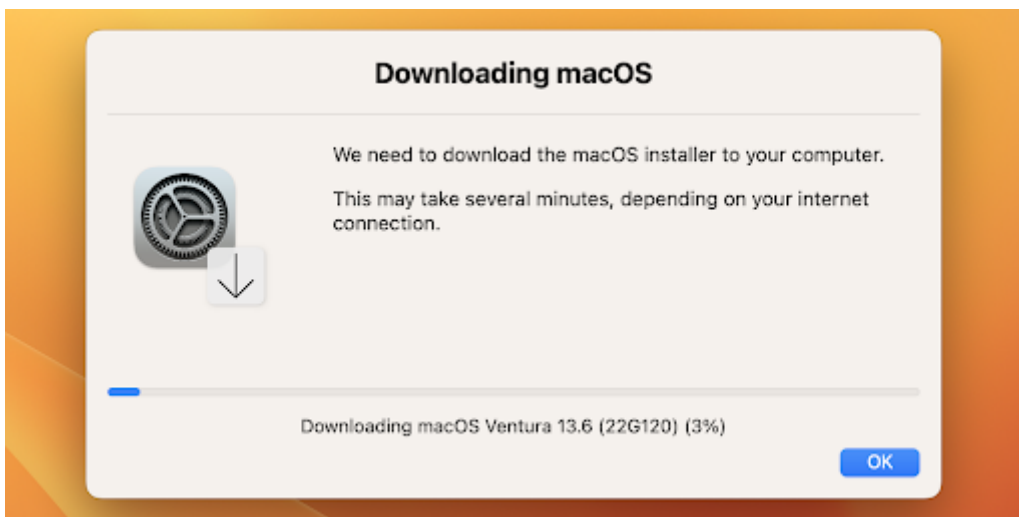 Downloading macOS
We need to download the macOS installer to your computer.
This may take several minutes, depending on your internet
connection.
Downloading macOS Ventura 13.6 (22G120) (3%)
OK